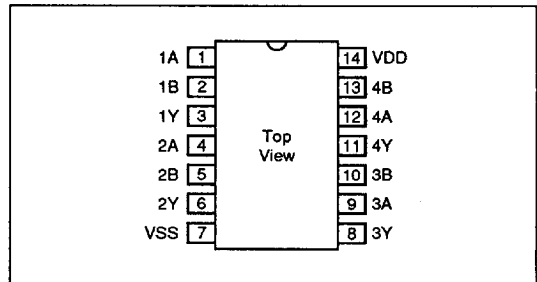 1A 1 14 VDD
1B 2 13 4B
1Y 3 12 4A
2A 4 Top 11 4Y
View
2B 5 10 3B
2Y 6 9 3A
VSS 7 8 3Y